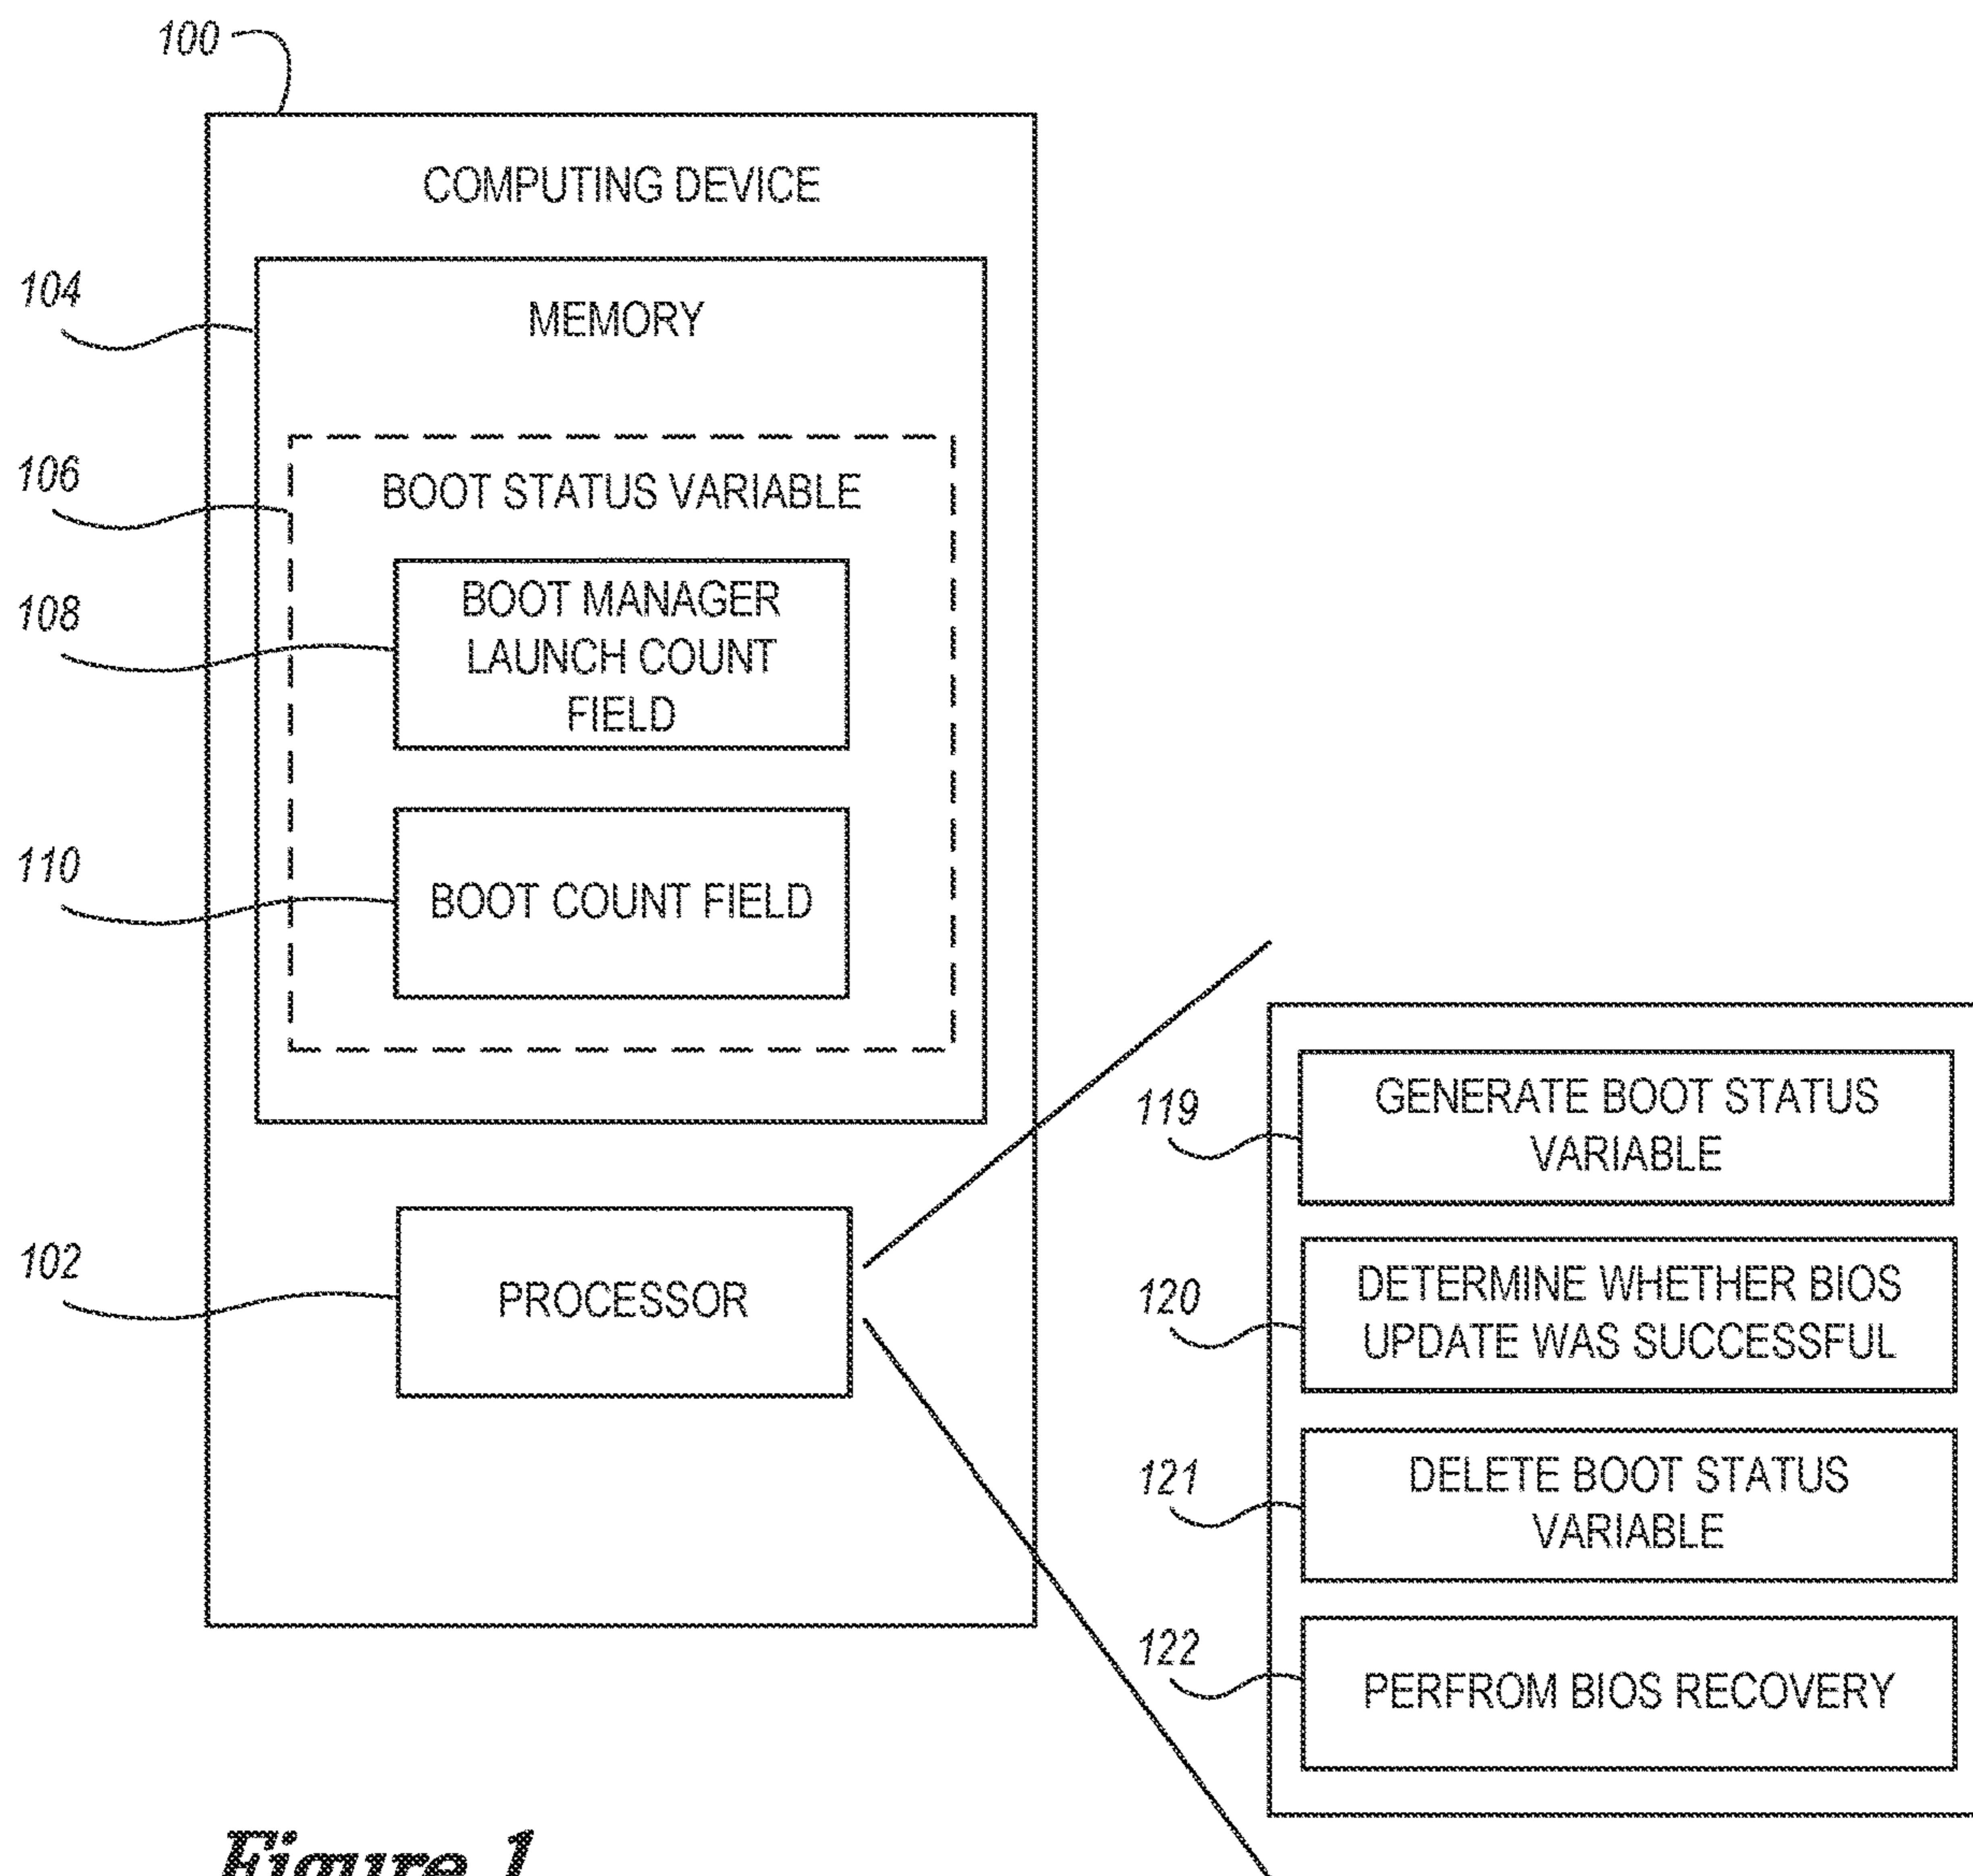 100
COMPUTING DEVICE
104
MEMORY
106
BOOT STATUS VARIABLE
108
BOOT MANAGER
LAUNCH COUNT
FIELD
110
BOOT COUNT FIELD
102
PROCESSOR
119
GENERATE BOOT STATUS
VARIABLE
120
DETERMINE WHETHER BIOS
UPDATE WAS SUCCESSFUL
121
DELETE BOOT STATUS
VARIABLE
122
PERFROM BIOS RECOVERY
Figure 1